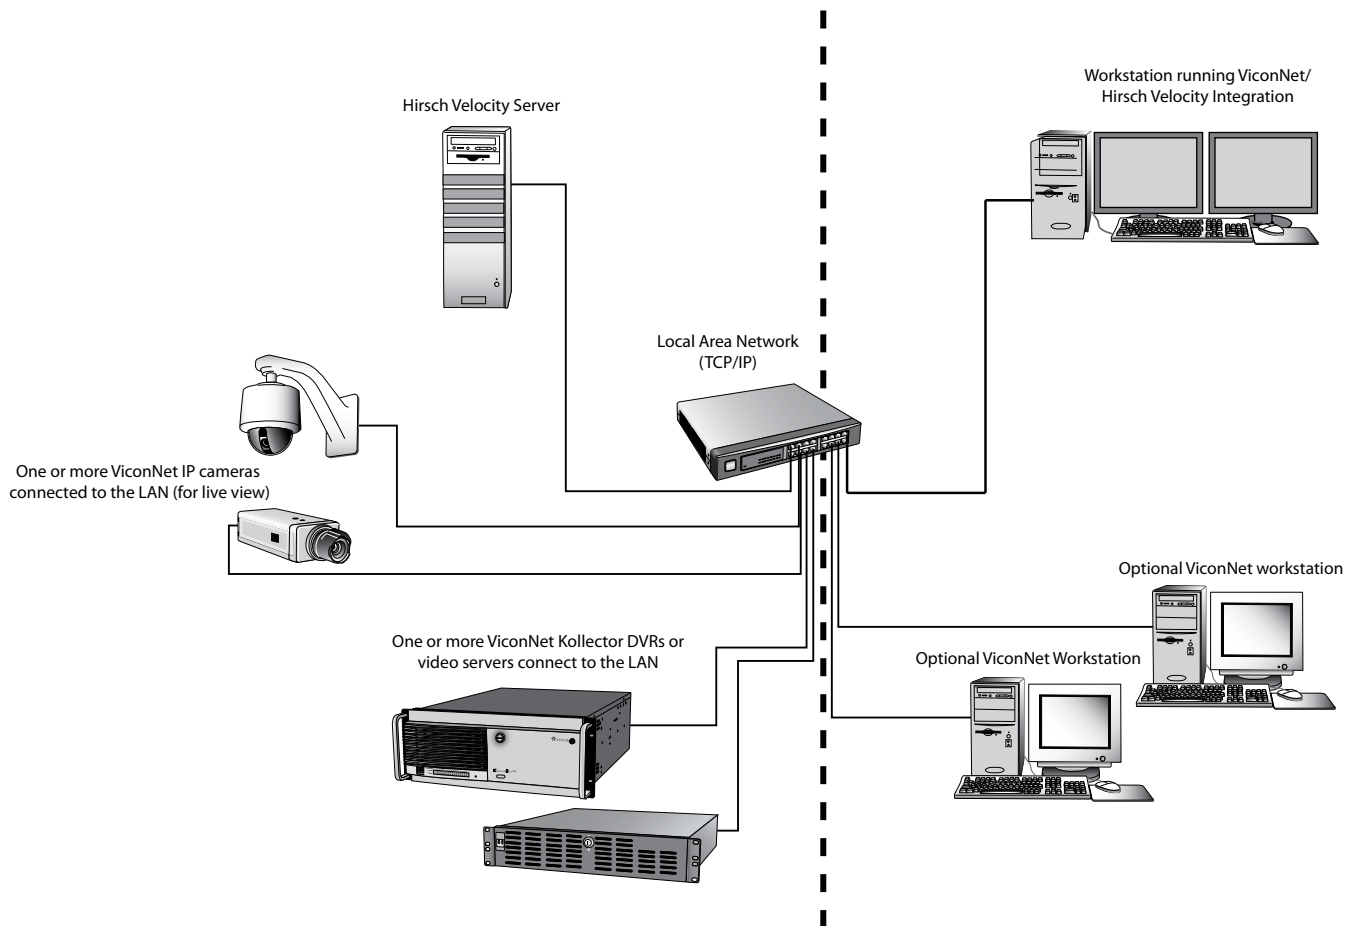 Workstation running ViconNet/
Hirsch Velocity Integration
Hirsch Velocity Server
Local Area Network
(TCP/IP)
One or more ViconNet IP cameras
connected to the LAN (for live view)
Optional ViconNet workstation
One or more ViconNet Kollector DVRs or
video servers connect to the LAN
Optional ViconNet Workstation